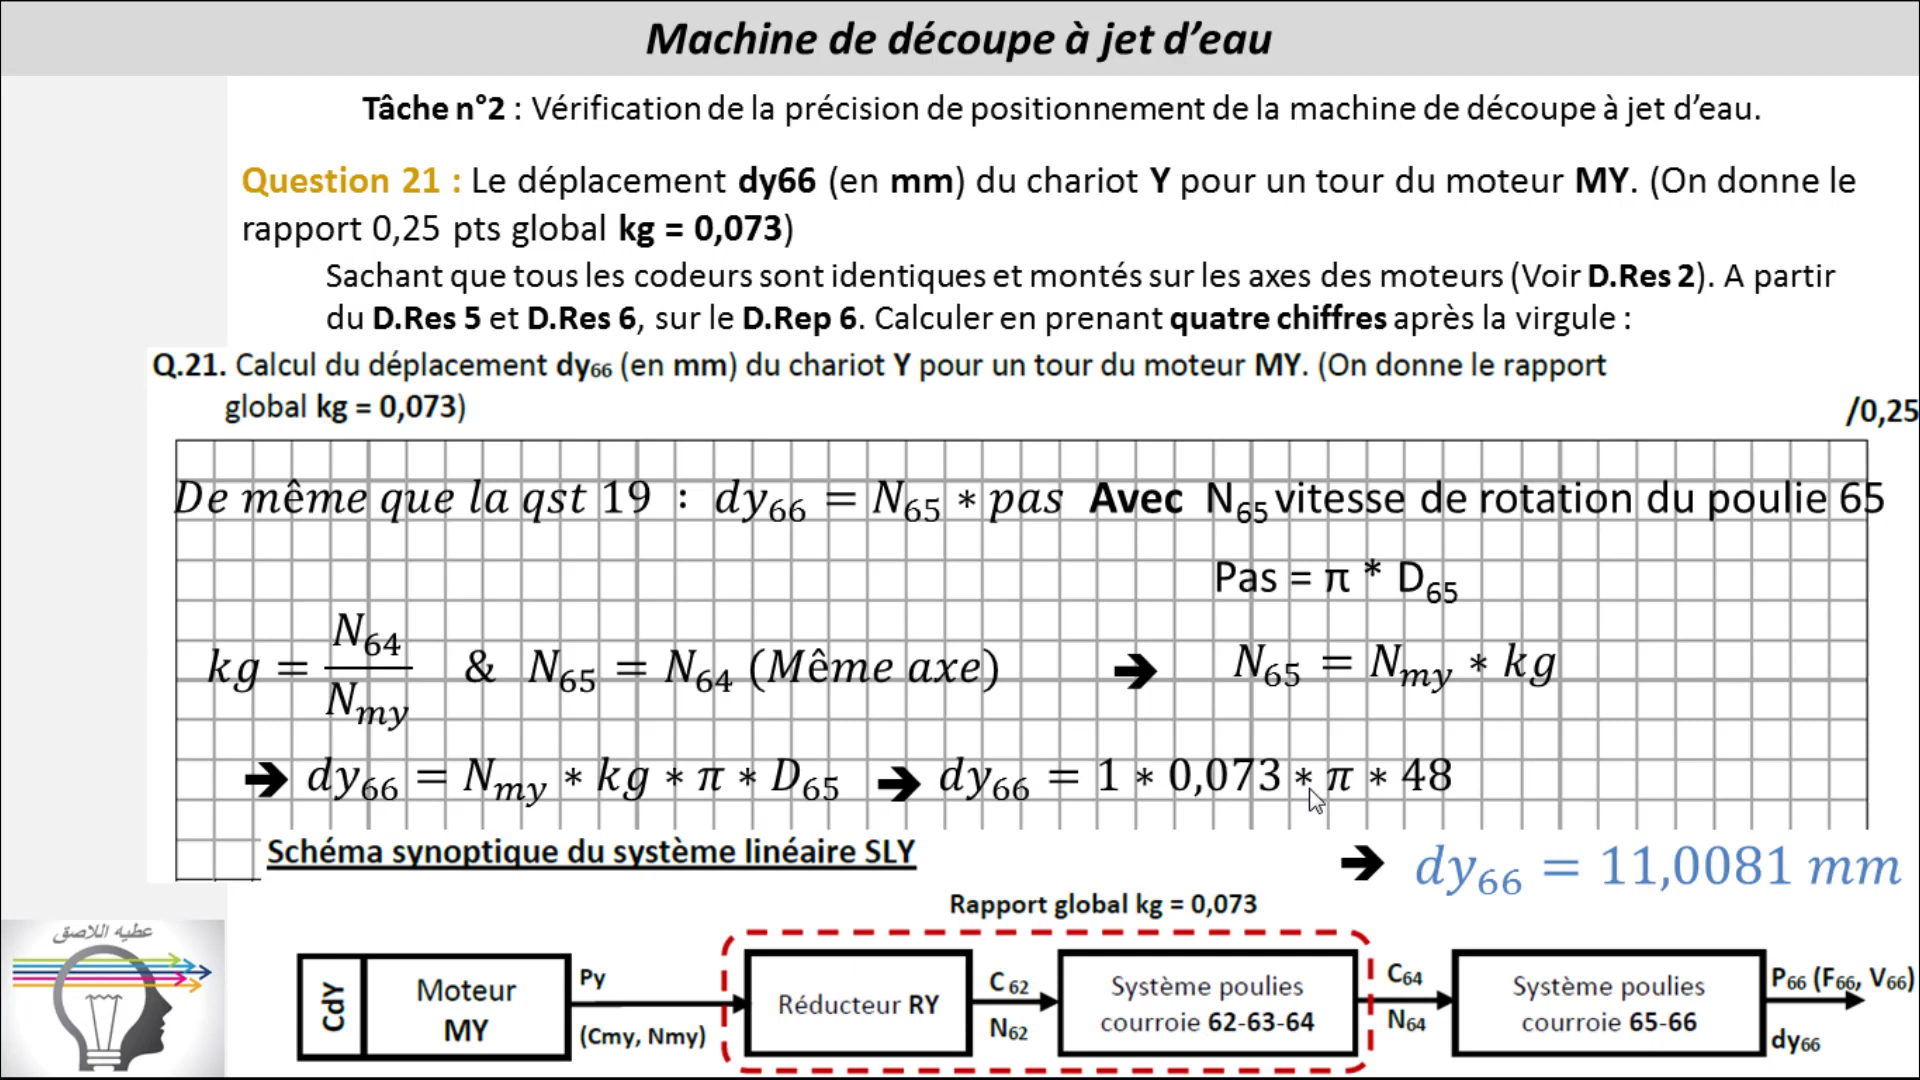 Machine de découpe à jet d'eau
Tâche n°2 : Vérification de la précision de positionnement de la machine de découpe à jet d'eau.
Question 21 : Le déplacement dy66 (en mm) du chariot Y pour un tour du moteur MY. (On donne le
rapport 0,25 pts global kg = 0,073)
Sachant que tous les codeurs sont identiques et montés sur les axes des moteurs (Voir D.Res 2). A partir
du D.Res 5 et D.Res 6, sur le D.Rep 6. Calculer en prenant quatre chiffres après la virgule :
Q.21. Calcul du déplacement dy₆₆ (en mm) du chariot Y pour un tour du moteur MY. (On donne le rapport
global kg = 0,073)
/0,25
De même que la qst 19 : dy₆₆ = N₆₅ * pas Avec N₆₅ vitesse de rotation du poulie 65
Pas = π * D₆₅
kg = N₆₄ / Nmy & N₆₅ = N₆₄ (Même axe) ➔ N₆₅ = Nmy * kg
➔ dy₆₆ = Nmy * kg * π * D₆₅ ➔ dy₆₆ = 1 * 0,073 * π * 48
Schéma synoptique du système linéaire SLY
➔ dy₆₆ = 11,0081 mm
Rapport global kg = 0,073
عطيه اللاصق
CdY
Moteur
MY
Py
(Cmy, Nmy)
Réducteur RY
C62
N62
Système poulies
courroie 62-63-64
C64
N64
Système poulies
courroie 65-66
P66 (F66, V66)
dy66